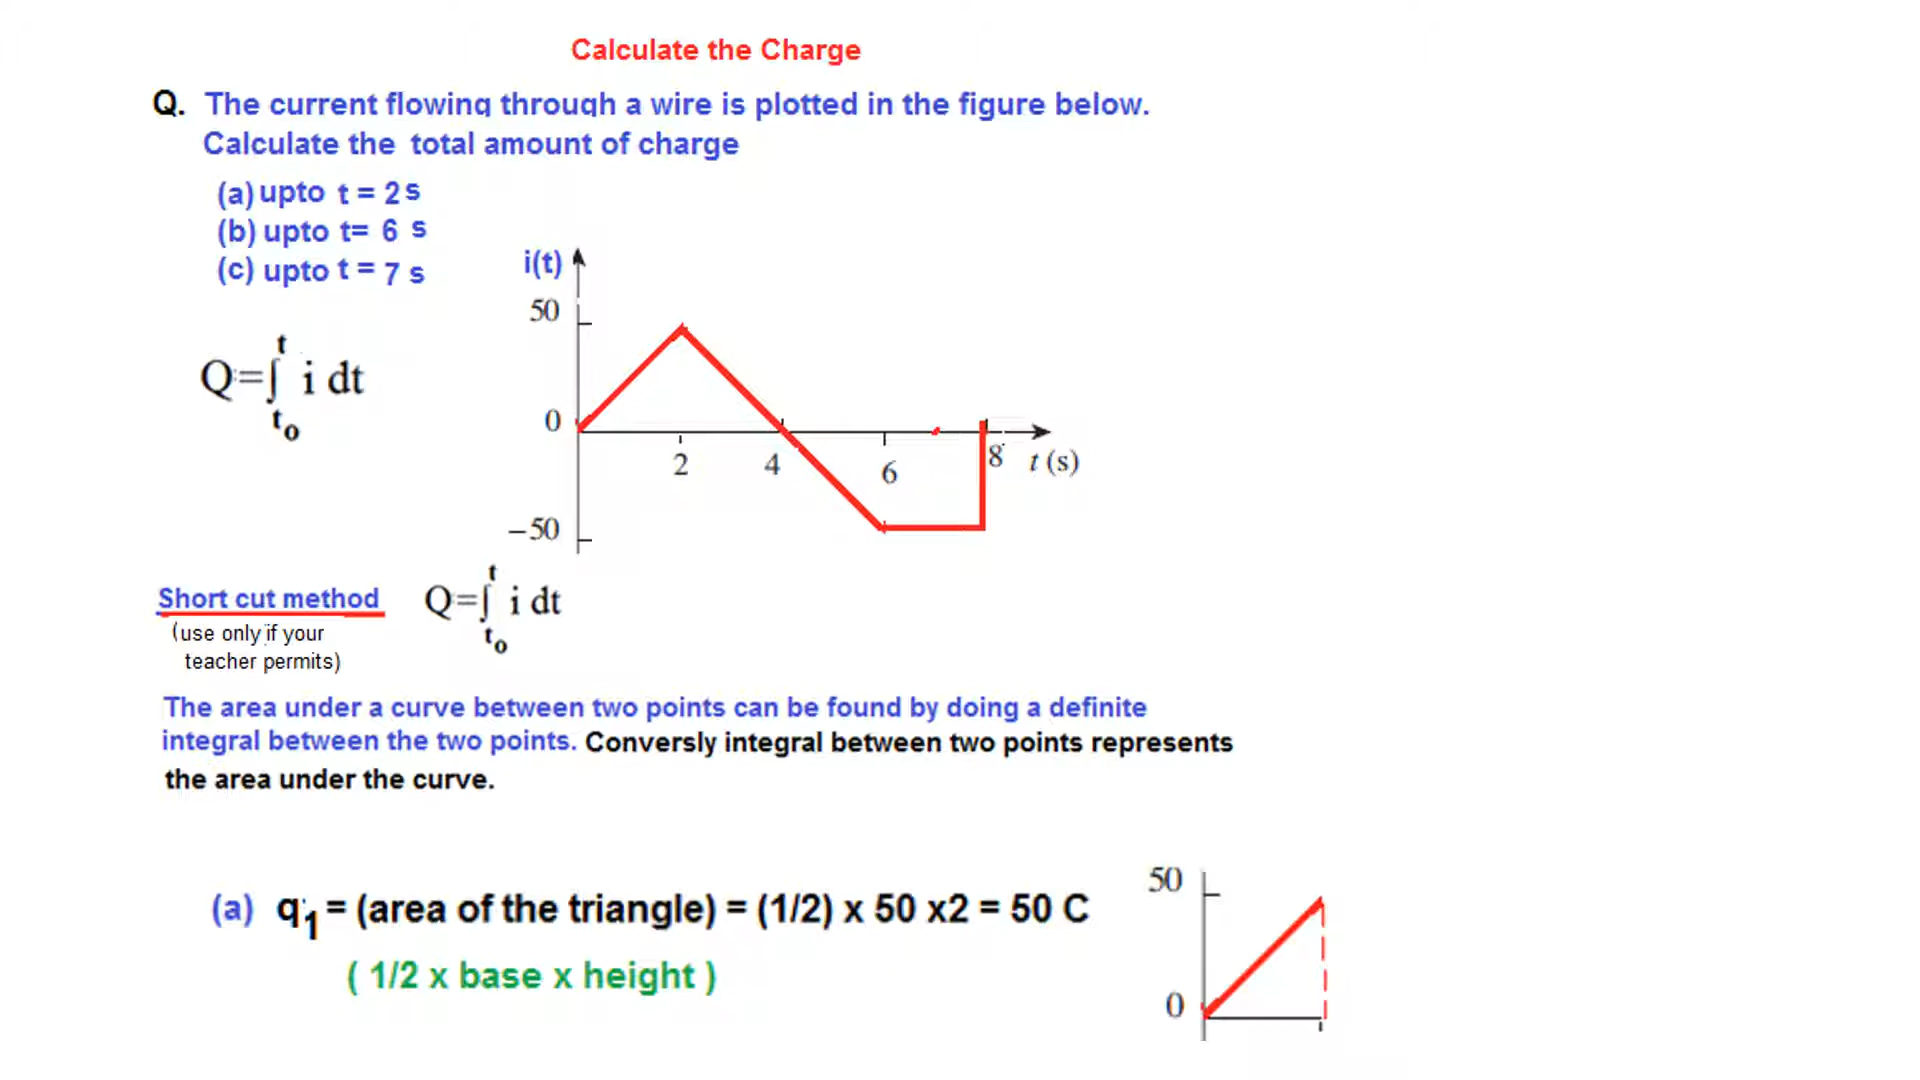 Calculate the Charge
Q. The current flowing through a wire is plotted in the figure below.
Calculate the total amount of charge
(a) upto t = 2 s
(b) upto t= 6 s
(c) upto t = 7 s
i(t)
50
0
-50
2
4
6
8
t (s)
Q=∫ i dt
t
t₀
Short cut method
(use only if your
teacher permits)
Q=∫ i dt
t
t₀
The area under a curve between two points can be found by doing a definite
integral between the two points. Conversly integral between two points represents
the area under the curve.
(a) q₁ = (area of the triangle) = (1/2) x 50 x2 = 50 C
( 1/2 x base x height )
50
0